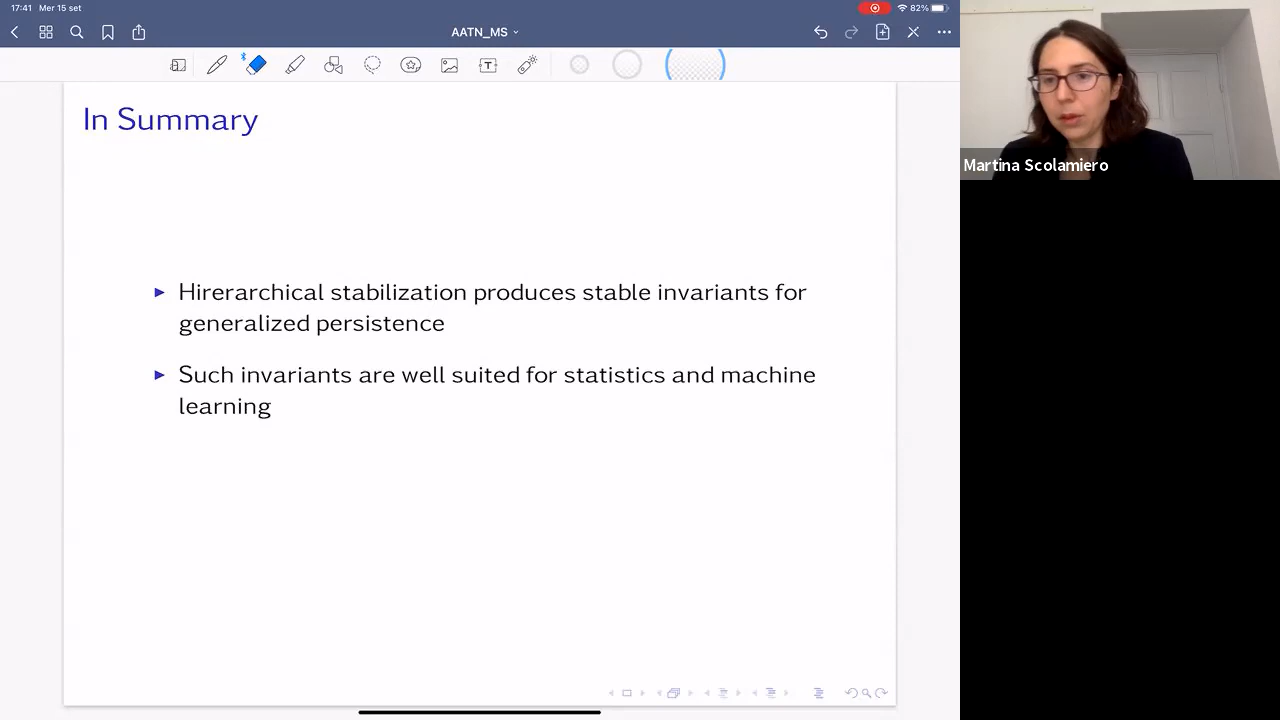 17:41 Mer 15 set
82%
AATN_MS
T
In Summary
Hirerarchical stabilization produces stable invariants for
generalized persistence
Such invariants are well suited for statistics and machine
learning
Martina Scolamiero